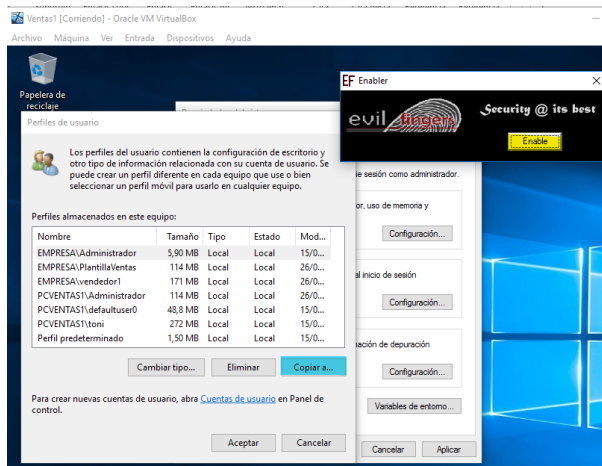 Ventas1 [Corriendo] - Oracle VM VirtualBox
Archivo Máquina Ver Entrada Dispositivos Ayuda
Papelera de
reciclaje
EF Enabler
evil fingers
Security @ its best
Enable
Perfiles de usuario
Los perfiles del usuario contienen la configuración de escritorio y
otro tipo de información relacionada con su cuenta de usuario. Se
puede crear un perfil diferente en cada equipo que use o bien
seleccionar un perfil móvil para usarlo en cualquier equipo.
Perfiles almacenados en este equipo:
Nombre Tamaño Tipo Estado Mod...
EMPRESA\Administrador 5,90 MB Local Local 15/0...
EMPRESA\PlantillaVentas 114 MB Local Local 26/0...
EMPRESA\vendedor1 171 MB Local Local 26/0...
PCVENTAS1\Administrador 114 MB Local Local 26/0...
PCVENTAS1\defaultuser0 48,8 MB Local Local 15/0...
PCVENTAS1\toni 272 MB Local Local 15/0...
Perfil predeterminado 1,50 MB Local Local 15/0...
Cambiar tipo... Eliminar Copiar a...
Para crear nuevas cuentas de usuario, abra Cuentas de usuario en Panel de
control.
Aceptar Cancelar
ie sesión como administrador.
or, uso de memoria y
Configuración...
al inicio de sesión
Configuración...
nación de depuración
Configuración...
Variables de entorno...
Cancelar Aplicar